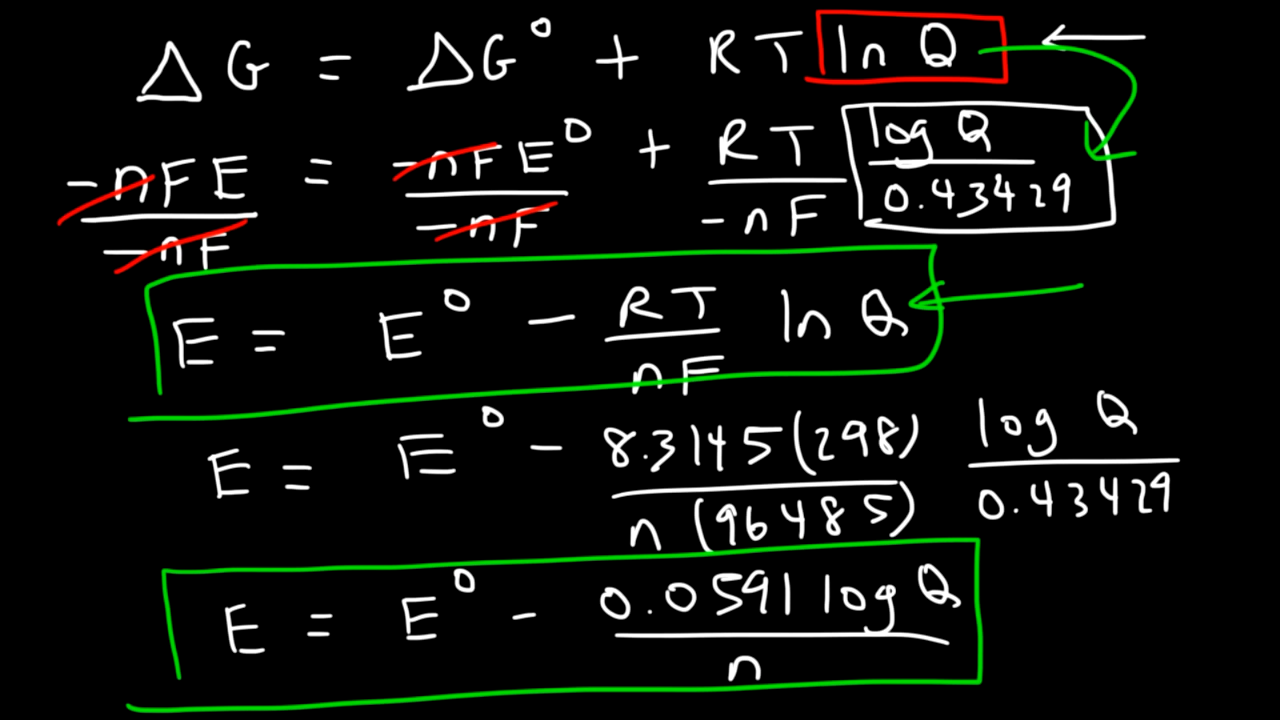 ΔG = ΔG° + RT ln Q
-nFE/-nF = -nFE°/-nF + RT/-nF log Q/0.43429
E = E° - RT/nF ln Q
E = E° - 8.3145(298)/n(96485) log Q/0.43429
E = E° - 0.0591 log Q/n